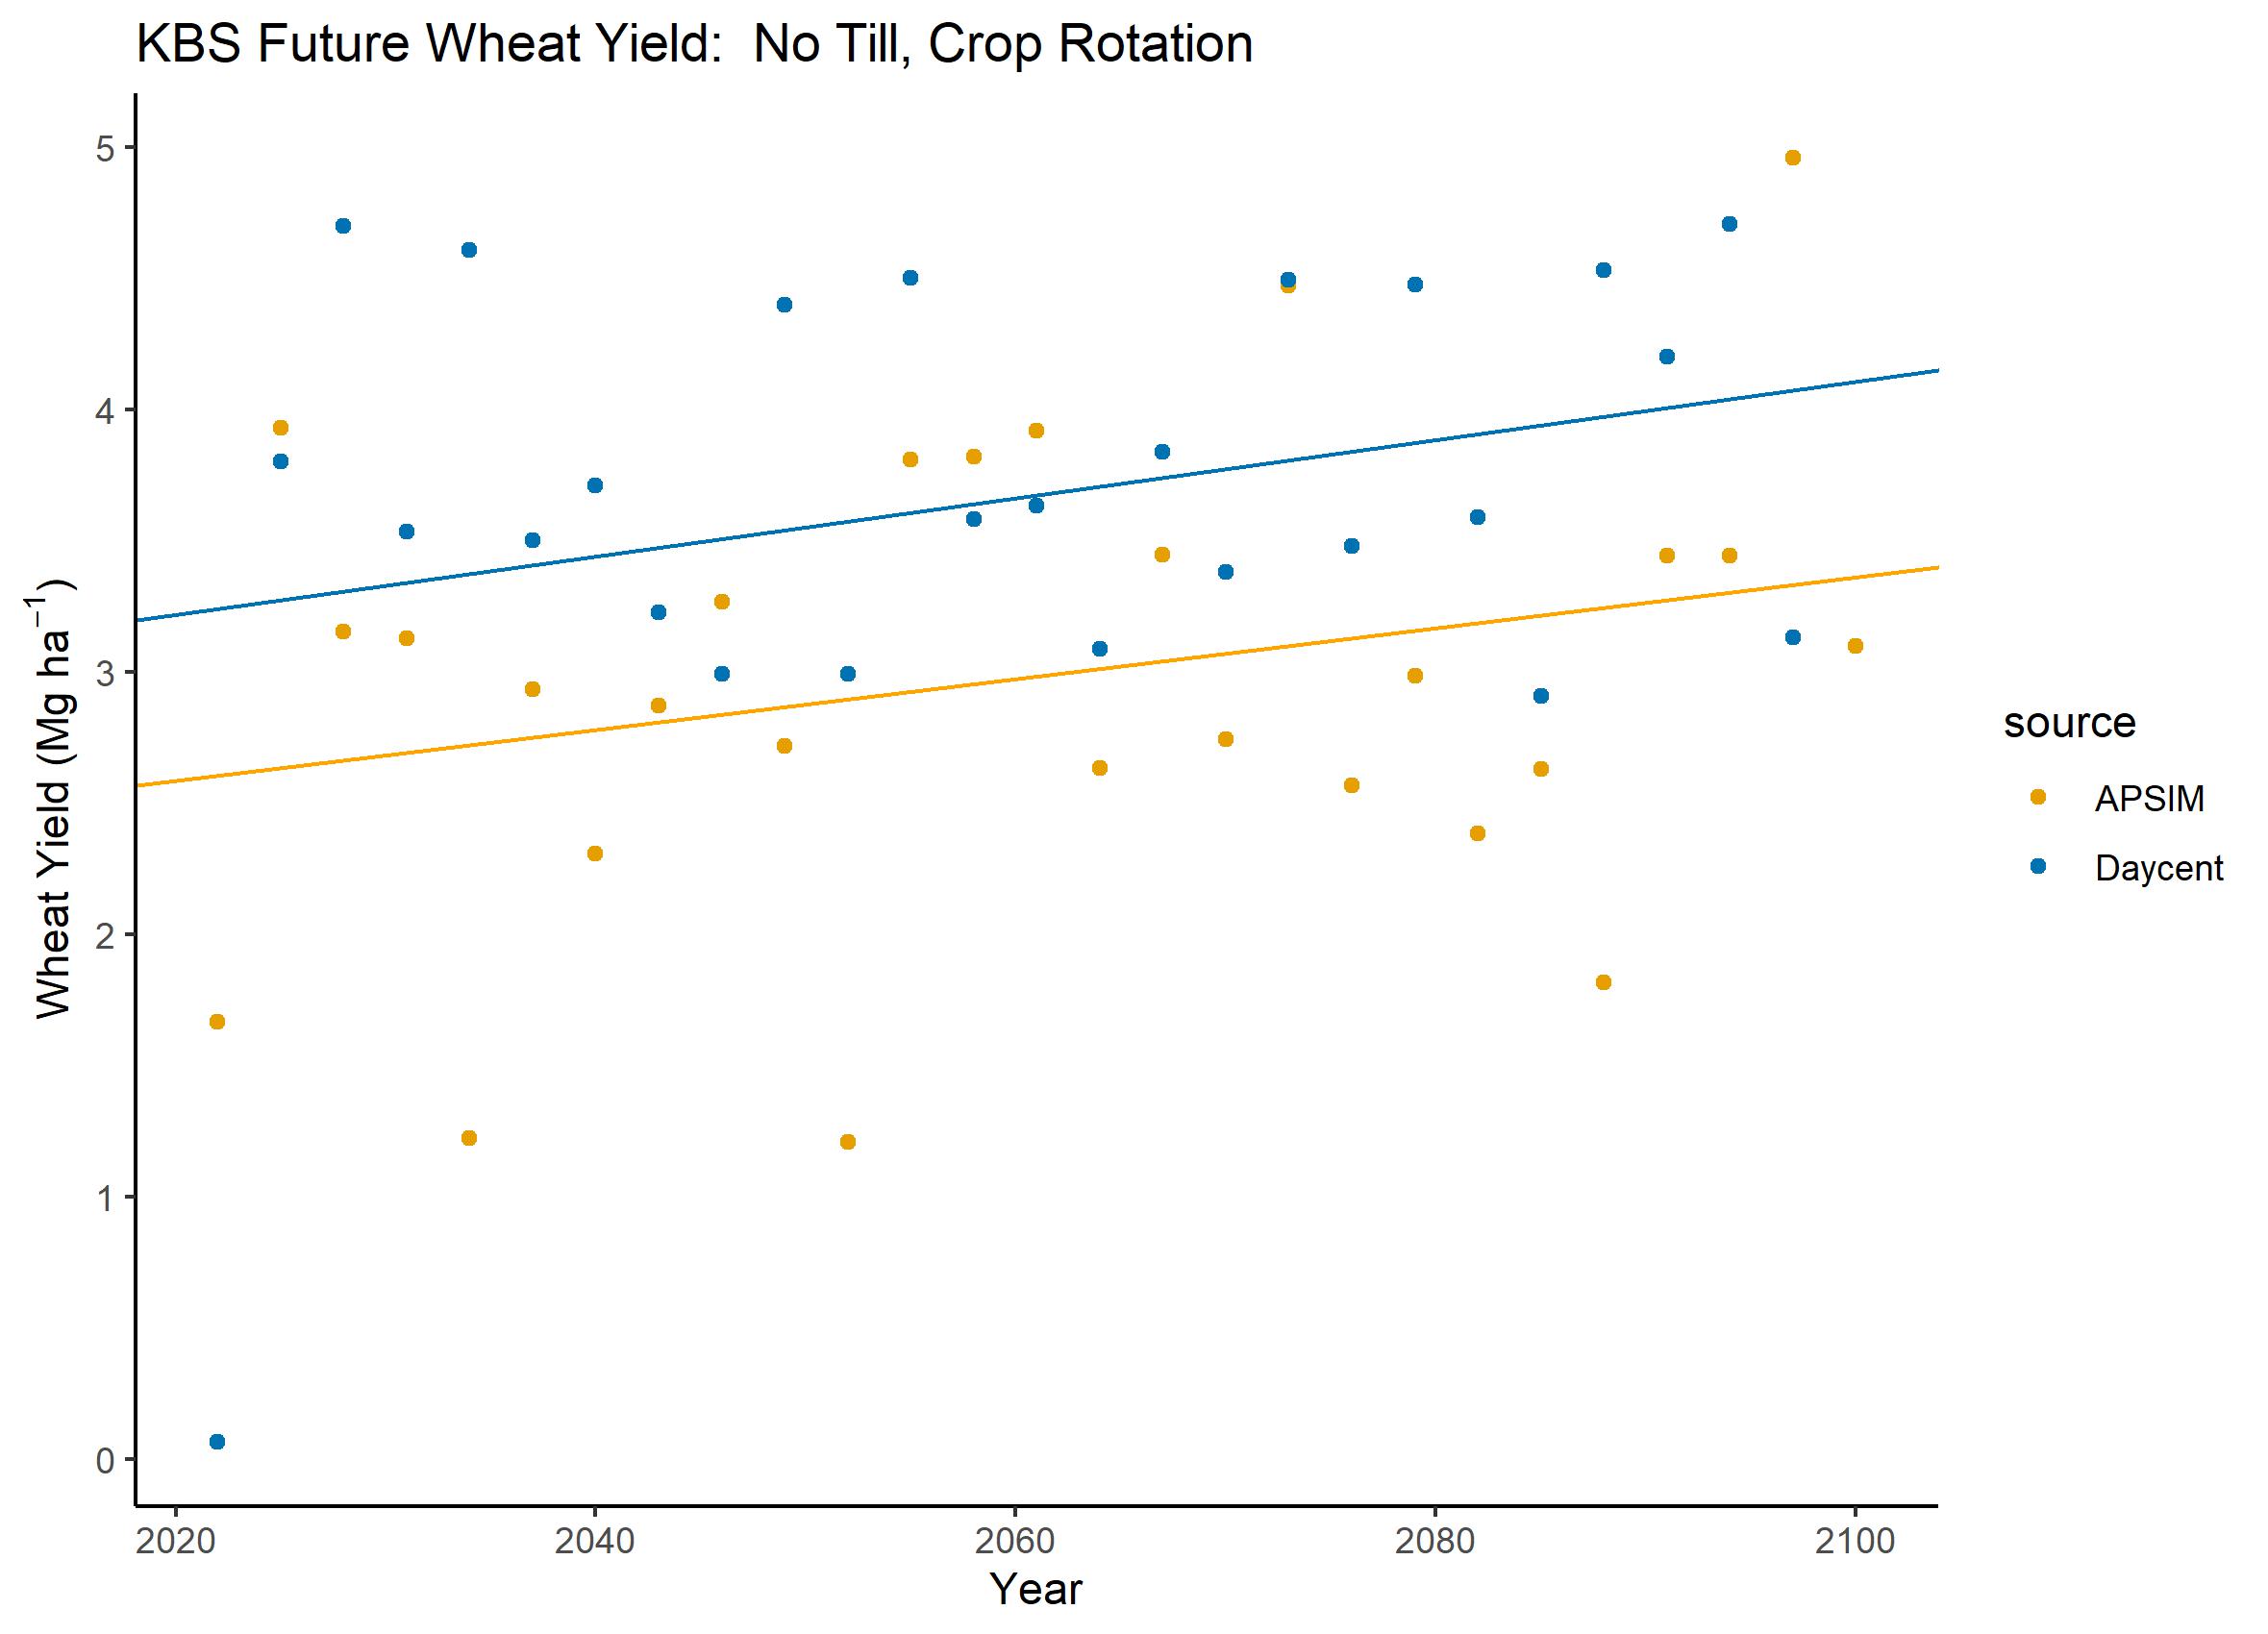 KBS Future Wheat Yield:  No Till, Crop Rotation
5
4
3
2
1
0
Wheat Yield (Mg ha⁻¹)
2020 2040 2060 2080 2100
Year
source
APSIM
Daycent